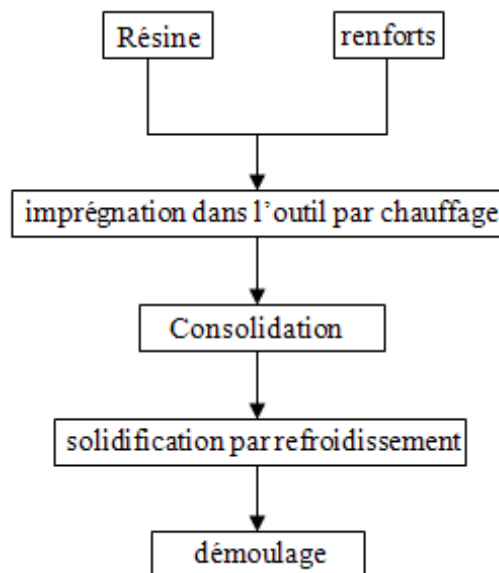 Résine
renforts
imprégnation dans l'outil par chauffage
Consolidation
solidification par refroidissement
démoulage